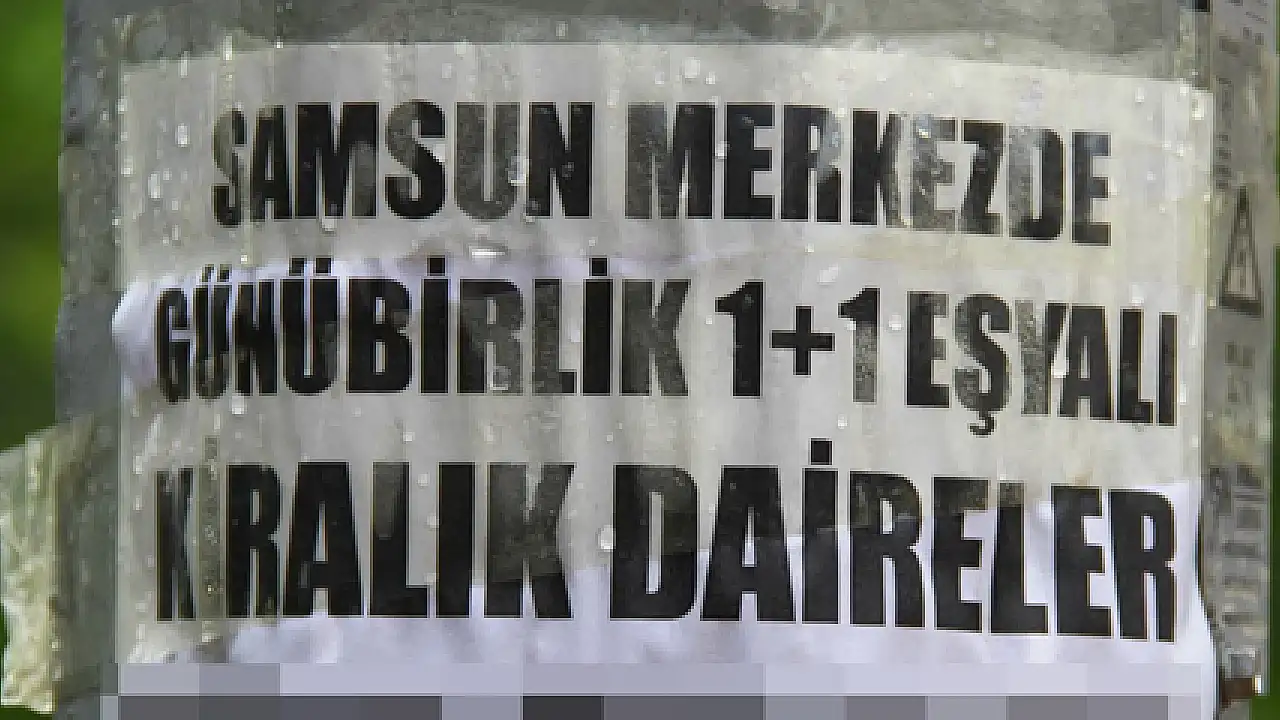 SAMSUN MERKEZDE
GÜNÜBİRLİK 1+1 EŞYALI
KİRALIK DAİRELER